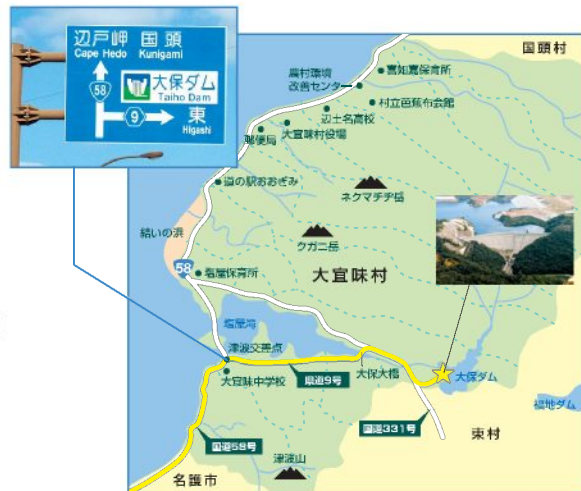 辺戸岬 国頭
Cape Hedo Kunigami
58
大保ダム
Taiho Dam
9
東
Higashi
国頭村
農村環境
改善センター
喜如嘉保育所
村立芭蕉布会館
辺土名高校
大宜味村役場
郵便局
道の駅おおぎみ
ネクマチヂ岳
結いの浜
クガニ岳
58
塩屋保育所
大宜味村
塩屋湾
津波交差点
県道9号
大保大橋
大保ダム
大宜味中学校
福地ダム
国道331号
東村
国道58号
津波山
名護市